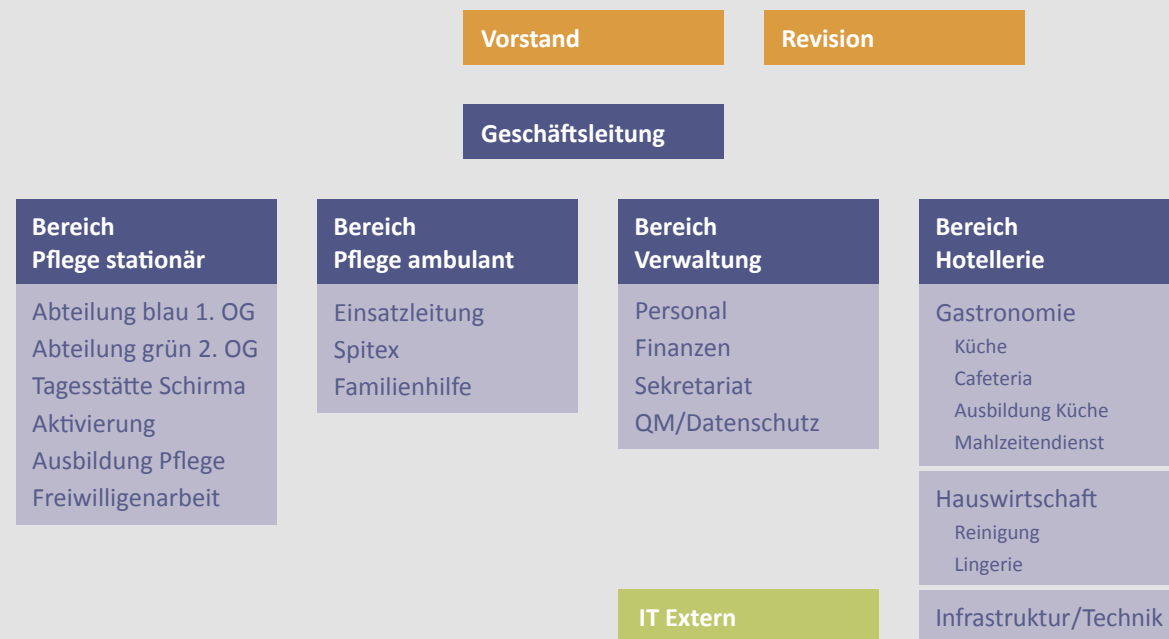 Vorstand
Revision
Geschäftsleitung
Bereich
Pflege stationär
Abteilung blau 1. OG
Abteilung grün 2. OG
Tagesstätte Schirma
Aktivierung
Ausbildung Pflege
Freiwilligenarbeit
Bereich
Pflege ambulant
Einsatzleitung
Spitex
Familienhilfe
Bereich
Verwaltung
Personal
Finanzen
Sekretariat
QM/Datenschutz
IT Extern
Bereich
Hotellerie
Gastronomie
Küche
Cafeteria
Ausbildung Küche
Mahlzeitendienst
Hauswirtschaft
Reinigung
Lingerie
Infrastruktur/Technik